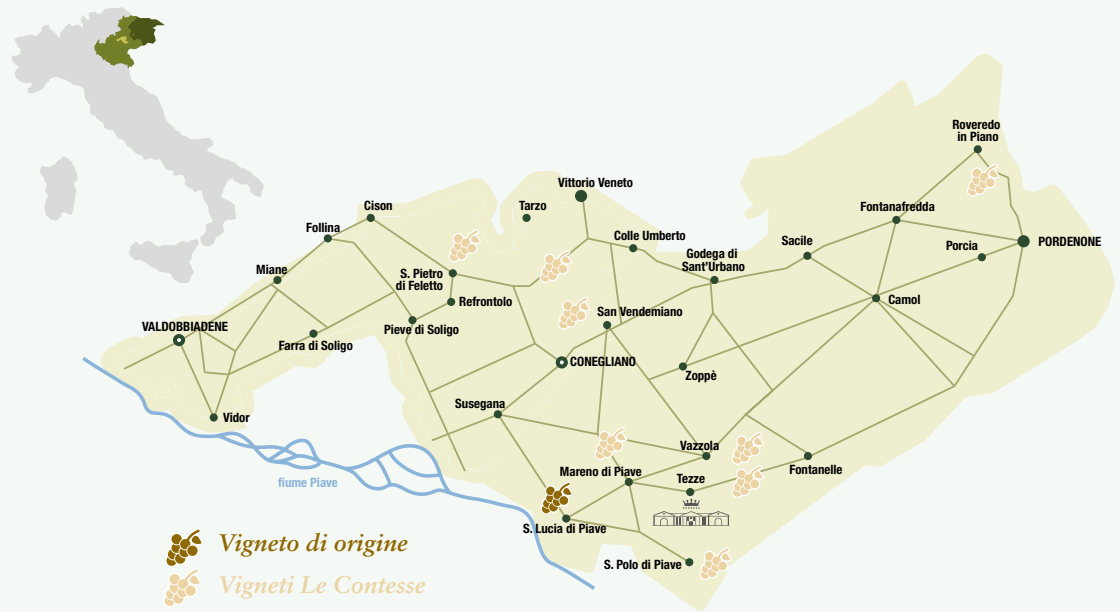 Roveredo
in Piano
Vittorio Veneto
Cison
Tarzo
Fontanafredda
Follina
Colle Umberto
Sacile
PORDENONE
Porcia
Godega di
Sant'Urbano
Miane
S. Pietro
di Feletto
Refrontolo
Camol
San Vendemiano
VALDOBBIADENE
Pieve di Soligo
Farra di Soligo
CONEGLIANO
Zoppè
Susegana
Vidor
Vazzola
Mareno di Piave
Fontanelle
Tezze
fiume Piave
S. Lucia di Piave
S. Polo di Piave
Vigneto di origine
Vigneti Le Contesse